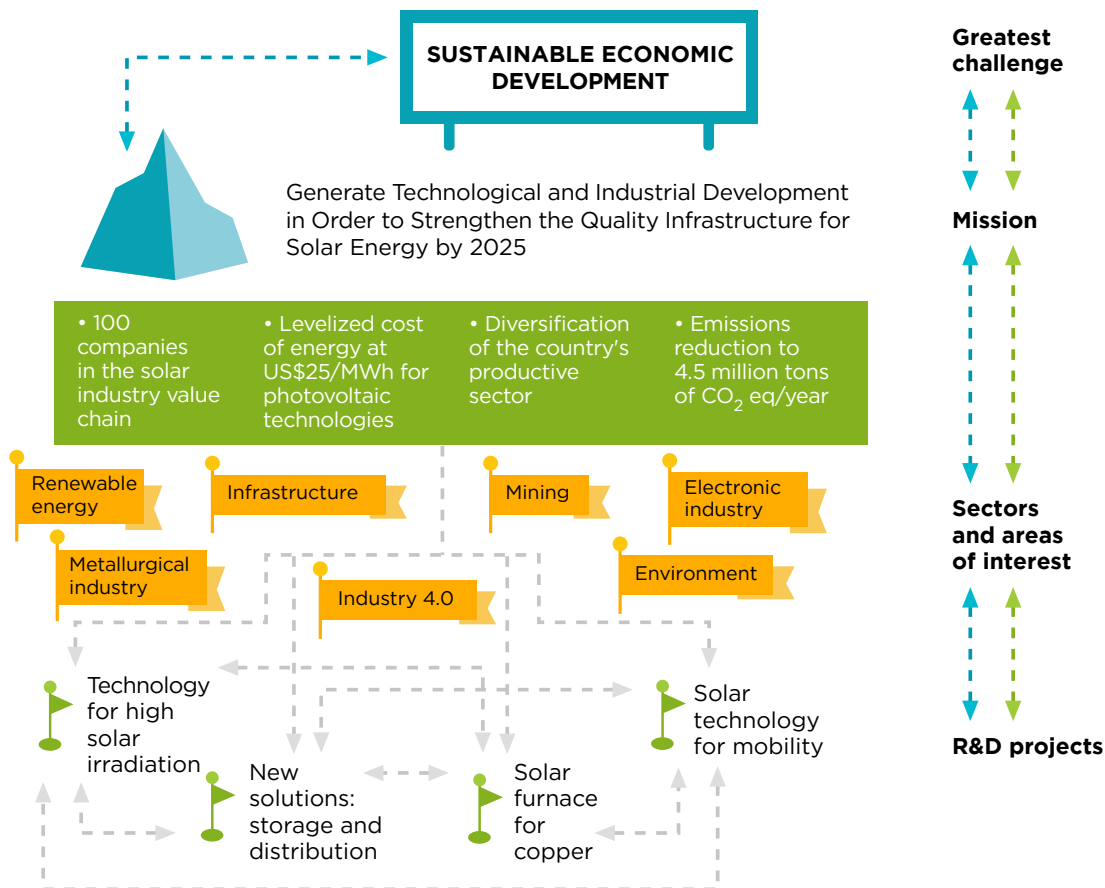 SUSTAINABLE ECONOMIC
DEVELOPMENT
Greatest
challenge
Generate Technological and Industrial Development
in Order to Strengthen the Quality Infrastructure for
Solar Energy by 2025
Mission
• 100
companies
in the solar
industry value
chain
• Levelized cost
of energy at
US$25/MWh for
photovoltaic
technologies
• Diversification
of the country's
productive
sector
• Emissions
reduction to
4.5 million tons
of CO₂ eq/year
Renewable
energy
Infrastructure
Mining
Electronic
industry
Metallurgical
industry
Industry 4.0
Environment
Sectors
and areas
of interest
Technology
for high
solar
irradiation
New
solutions:
storage and
distribution
Solar
furnace
for
copper
Solar
technology
for mobility
R&D projects